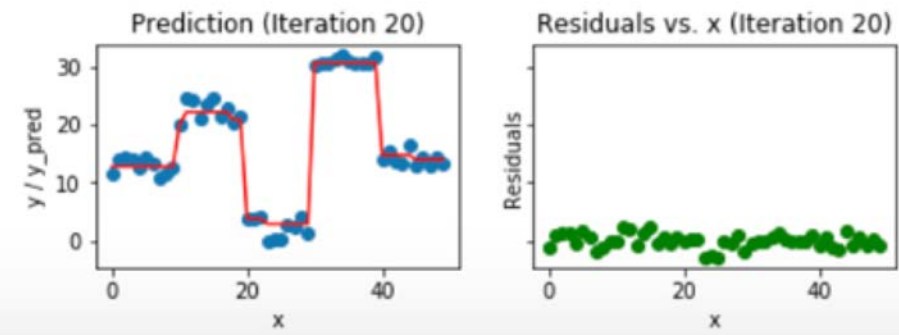 Prediction (Iteration 20)
y / y_pred
30
20
10
0
0 20 40
x
Residuals vs. x (Iteration 20)
Residuals
0 20 40
x